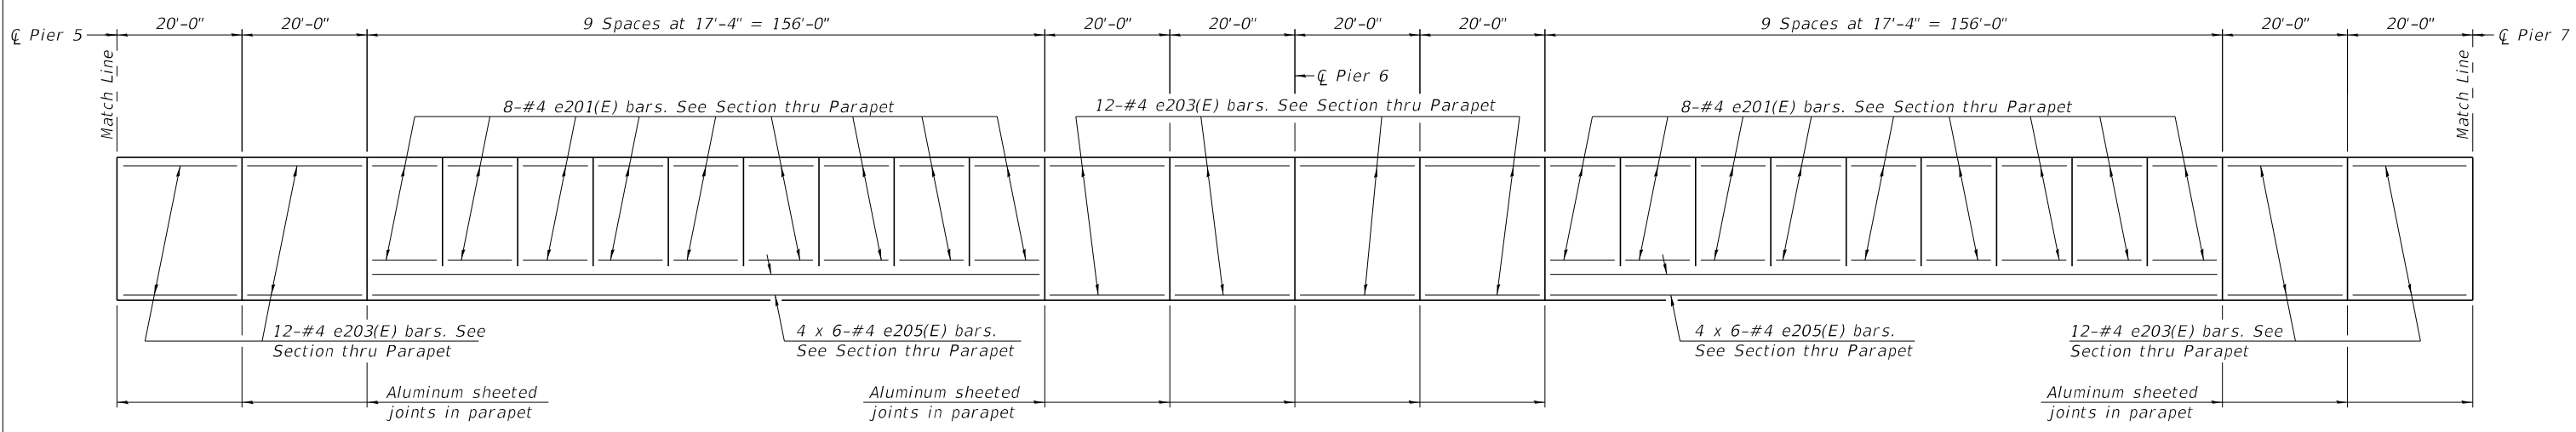 20'-0" 20'-0" 9 Spaces at 17'-4" = 156'-0" 20'-0" 20'-0" 20'-0" 20'-0" 9 Spaces at 17'-4" = 156'-0" 20'-0" 20'-0"
℄ Pier 5
℄ Pier 7
Match Line
Match Line
℄ Pier 6
8-#4 e201(E) bars. See Section thru Parapet
12-#4 e203(E) bars. See Section thru Parapet
8-#4 e201(E) bars. See Section thru Parapet
12-#4 e203(E) bars. See
Section thru Parapet
4 x 6-#4 e205(E) bars.
See Section thru Parapet
4 x 6-#4 e205(E) bars.
See Section thru Parapet
12-#4 e203(E) bars. See
Section thru Parapet
Aluminum sheeted
joints in parapet
Aluminum sheeted
joints in parapet
Aluminum sheeted
joints in parapet